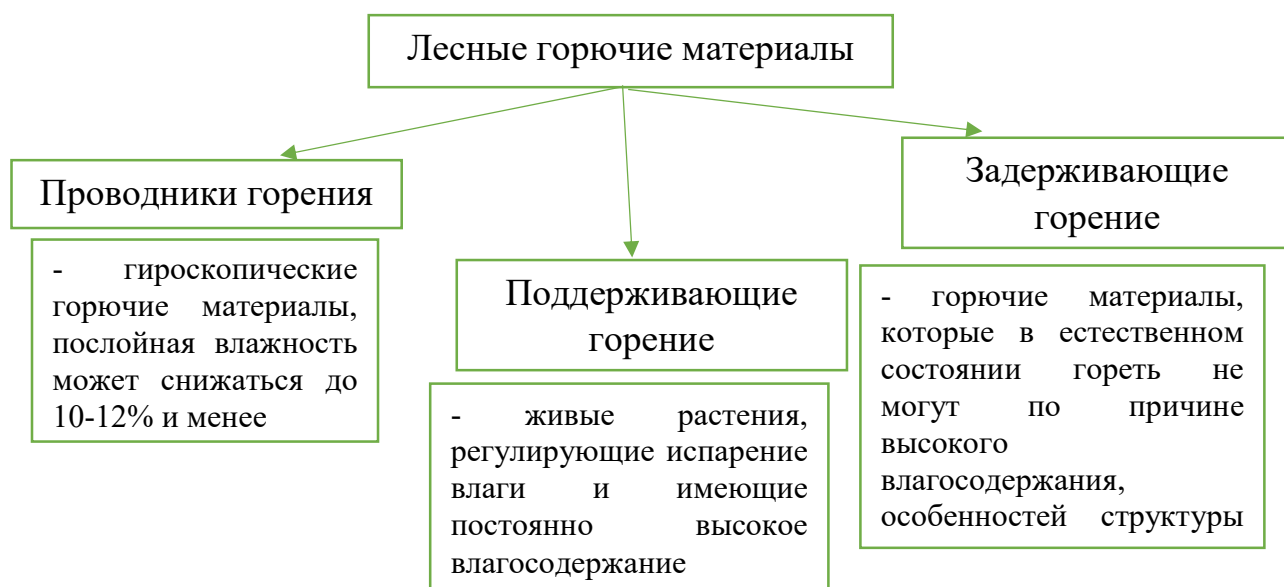 Лесные горючие материалы
Проводники горения
- гироскопические
горючие материалы,
послойная влажность
может снижаться до
10-12% и менее
Поддерживающие
горение
- живые растения,
регулирующие испарение
влаги и имеющие
постоянно высокое
влагосодержание
Задерживающие
горение
- горючие материалы,
которые в естественном
состоянии гореть не
могут по причине
высокого
влагосодержания,
особенностей структуры